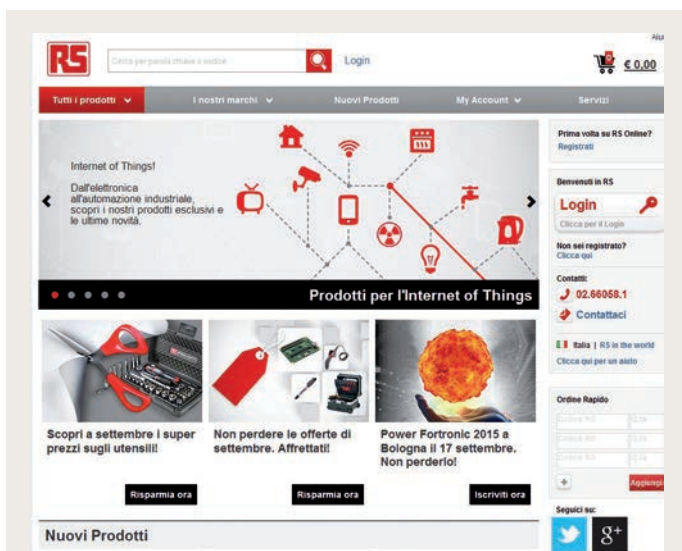 RS
Cerca per parola chiave o codice
Login
€ 0,00
Tutti i prodotti
I nostri marchi
Nuovi Prodotti
My Account
Servizi
Internet of Things!
Dall'elettronica
all'automazione industriale,
scopri i nostri prodotti esclusivi e
le ultime novità.
Prodotti per l'Internet of Things
Prima volta su RS Online?
Registrati
Benvenuti in RS
Login
Clicca per il Login
Non sei registrato?
Clicca qui
Contatti:
02.66058.1
Contattaci
Italia | RS in the world
Clicca qui per un aiuto
Scopri a settembre i super
prezzi sugli utensili!
Risparmia ora
Non perdere le offerte di
settembre. Affrettati!
Risparmia ora
Power Fortronic 2015 a
Bologna il 17 settembre.
Non perderlo!
Iscriviti ora
Ordine Rapido
Seguici su:
g+
Nuovi Prodotti